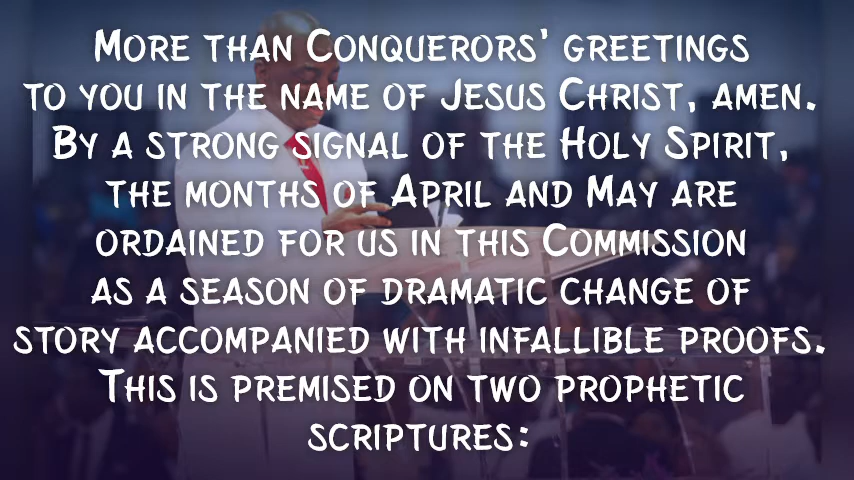 More than Conquerors' greetings
to you in the name of Jesus Christ, amen.
By a strong signal of the Holy Spirit,
the months of April and May are
ordained for us in this Commission
as a season of dramatic change of
story accompanied with infallible proofs.
This is premised on two prophetic
scriptures: